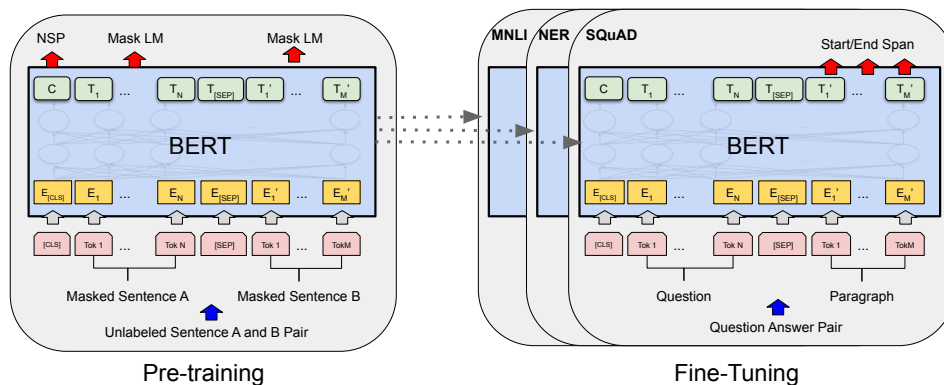 NSP Mask LM Mask LM
C T1 ... TN T[SEP] T1' ... TM'
...
BERT
...
E[CLS] E1 ... EN E[SEP] E1' ... EM'
[CLS] Tok 1 ... Tok N [SEP] Tok 1 ... TokM
Masked Sentence A Masked Sentence B
Unlabeled Sentence A and B Pair
Pre-training
MNLI NER SQuAD
Start/End Span
C T1 ... TN T[SEP] T1' ... TM'
...
BERT
...
E[CLS] E1 ... EN E[SEP] E1' ... EM'
[CLS] Tok 1 ... Tok N [SEP] Tok 1 ... TokM
Question Paragraph
Question Answer Pair
Fine-Tuning